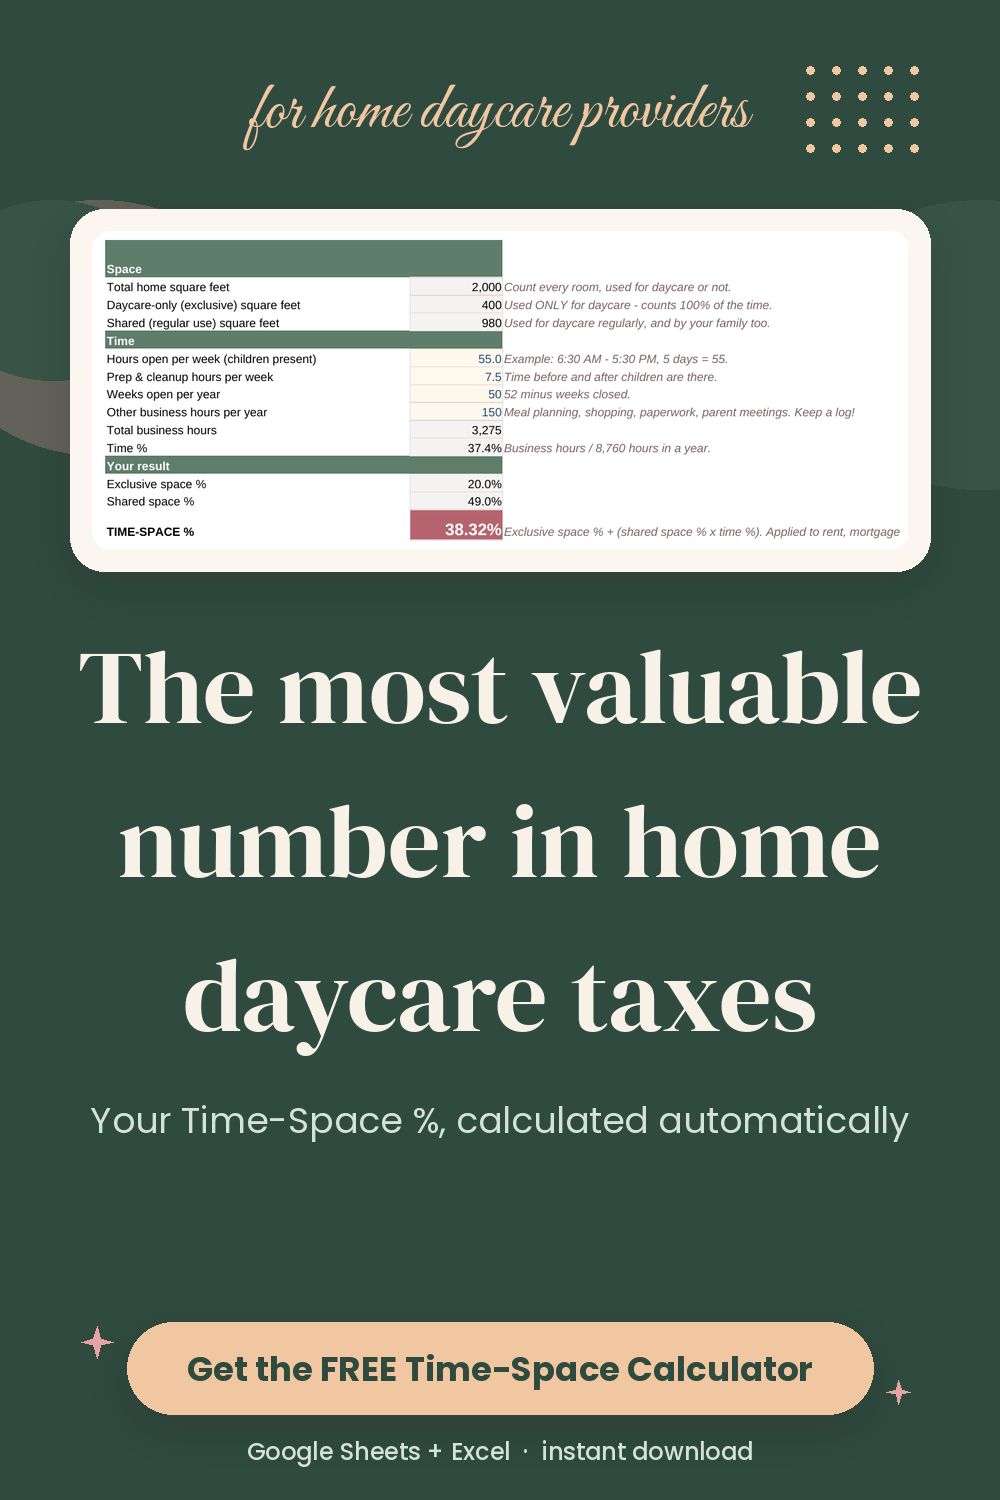 for home daycare providers
Space
Total home square feet 2,000 Count every room, used for daycare or not.
Daycare-only (exclusive) square feet 400 Used ONLY for daycare - counts 100% of the time.
Shared (regular use) square feet 980 Used for daycare regularly, and by your family too.
Time
Hours open per week (children present) 55.0 Example: 6:30 AM - 5:30 PM, 5 days = 55.
Prep & cleanup hours per week 7.5 Time before and after children are there.
Weeks open per year 50 52 minus weeks closed.
Other business hours per year 150 Meal planning, shopping, paperwork, parent meetings. Keep a log!
Total business hours 3,275
Time % 37.4% Business hours / 8,760 hours in a year.
Your result
Exclusive space % 20.0%
Shared space % 49.0%
TIME-SPACE % 38.32% Exclusive space % + (shared space % x time %). Applied to rent, mortgage
The most valuable
number in home
daycare taxes
Your Time-Space %, calculated automatically
Get the FREE Time-Space Calculator
Google Sheets + Excel · instant download